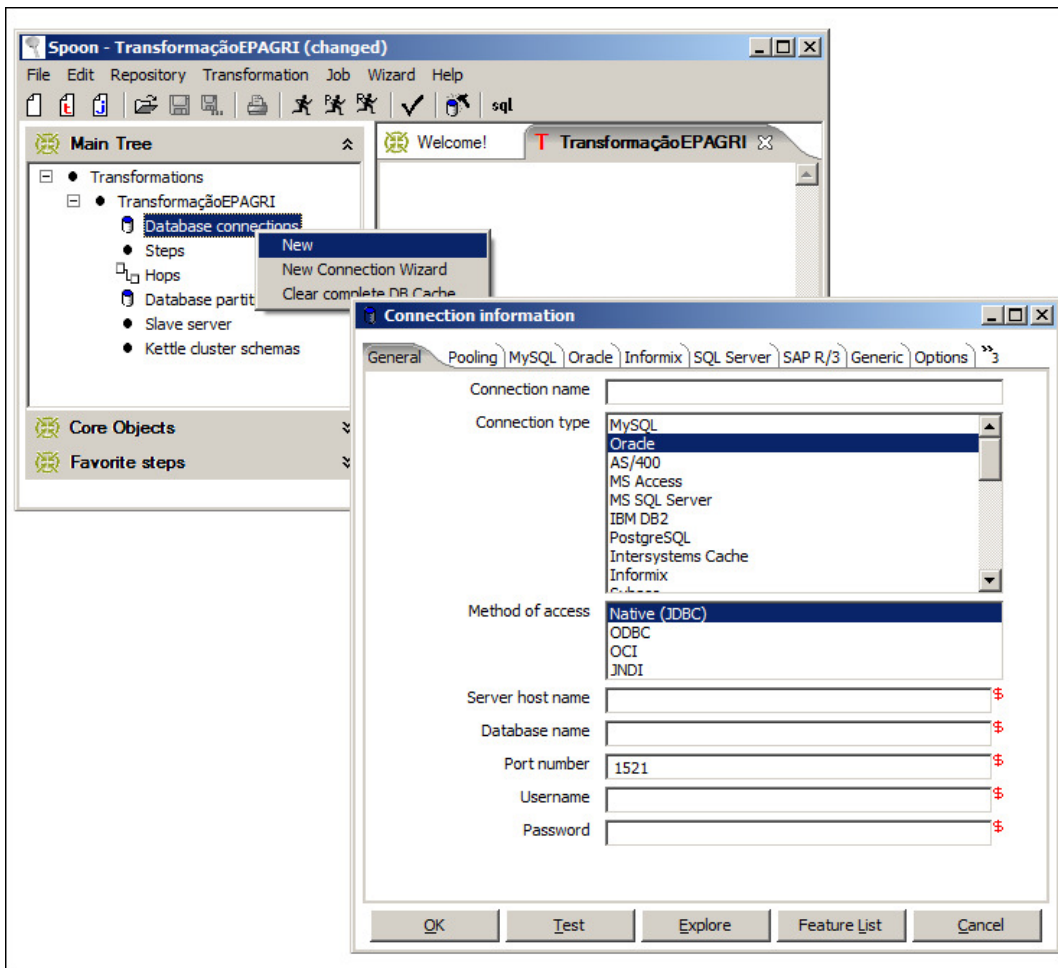 Spoon - TransformaçãoEPAGRI (changed)
File Edit Repository Transformation Job Wizard Help
sql
Main Tree
Welcome!
T TransformaçãoEPAGRI
Transformations
TransformaçãoEPAGRI
Database connections
Steps
Hops
Database partit
Slave server
Kettle cluster schemas
Core Objects
Favorite steps
New
New Connection Wizard
Clear complete DB Cache
Connection information
General Pooling MySQL Oracle Informix SQL Server SAP R/3 Generic Options »3
Connection name
Connection type
MySQL
Oracle
AS/400
MS Access
MS SQL Server
IBM DB2
PostgreSQL
Intersystems Cache
Informix
Method of access
Native (JDBC)
ODBC
OCI
JNDI
Server host name $
Database name $
Port number 1521 $
Username $
Password $
OK Test Explore Feature List Cancel